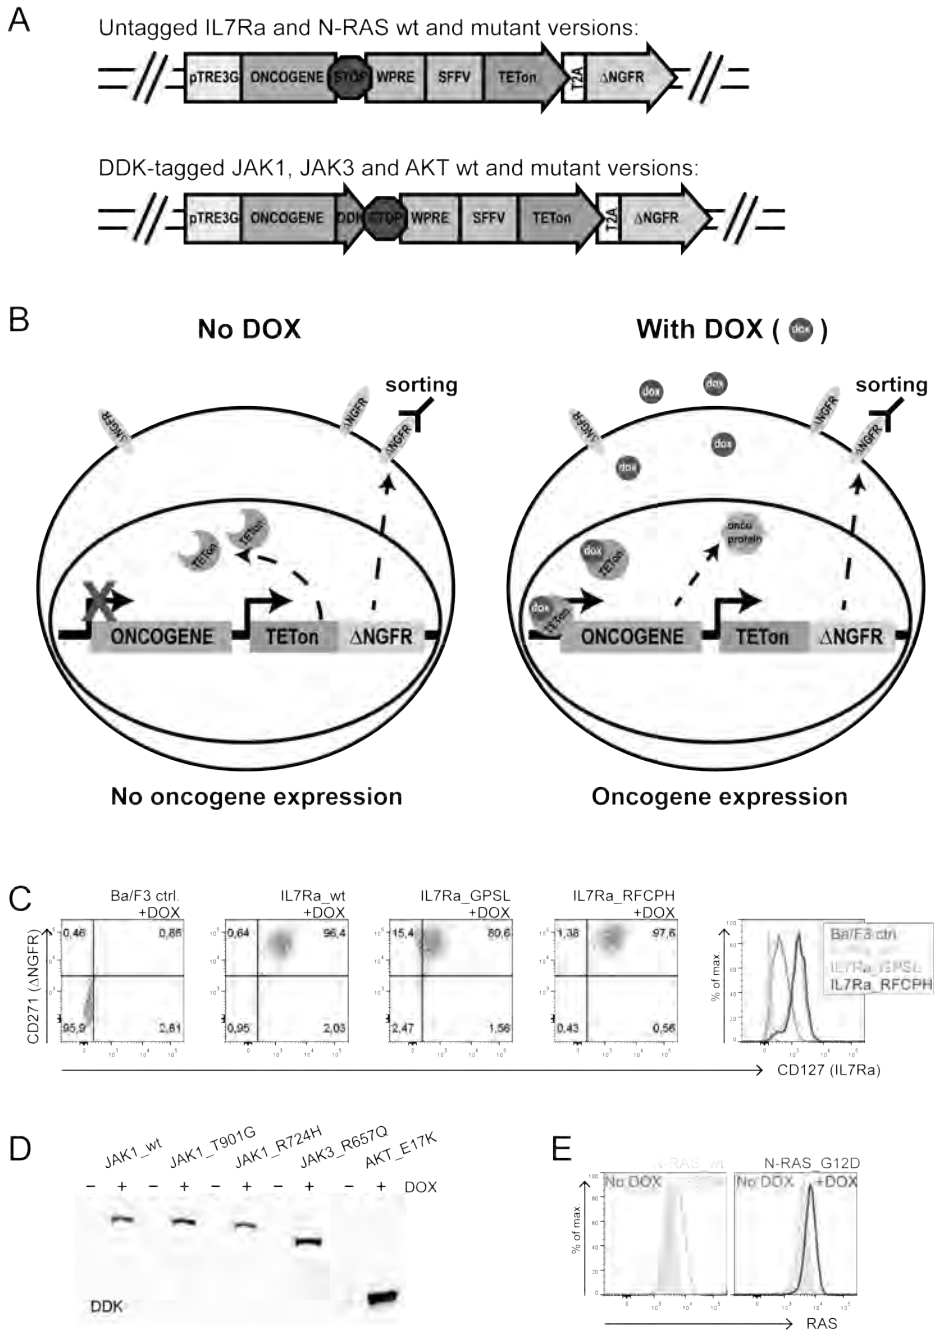 A
Untagged IL7Ra and N-RAS wt and mutant versions:
pTRE3G ONCOGENE STOP WPRE SFFV TETon T2A ΔNGFR
DDK-tagged JAK1, JAK3 and AKT wt and mutant versions:
pTRE3G ONCOGENE DDK STOP WPRE SFFV TETon T2A ΔNGFR
B
No DOX
With DOX ( dox )
sorting
ΔNGFR ΔNGFR ΔNGFR
TETon TETon
ONCOGENE TETon ΔNGFR
No oncogene expression
dox dox dox dox
sorting
ΔNGFR ΔNGFR ΔNGFR
dox TETon
onco
protein
dox TETon
ONCOGENE TETon ΔNGFR
Oncogene expression
C
Ba/F3 ctrl.
+DOX
IL7Ra_wt
+DOX
IL7Ra_GPSL
+DOX
IL7Ra_RFCPH
+DOX
CD271 (ΔNGFR)
0,46 0,86
95,9 2,81
0,64 96,4
0,95 2,03
15,4 80,6
2,47 1,56
1,38 97,6
0,43 0,56
% of max
Ba/F3 ctrl
IL7Ra_GPSL
IL7Ra_RFCPH
CD127 (IL7Ra)
D
JAK1_wt JAK1_T901G JAK1_R724H JAK3_R657Q AKT_E17K
– + – + – + – + – + DOX
DDK
E
N-RAS_wt
No DOX
N-RAS_G12D
No DOX +DOX
% of max
RAS